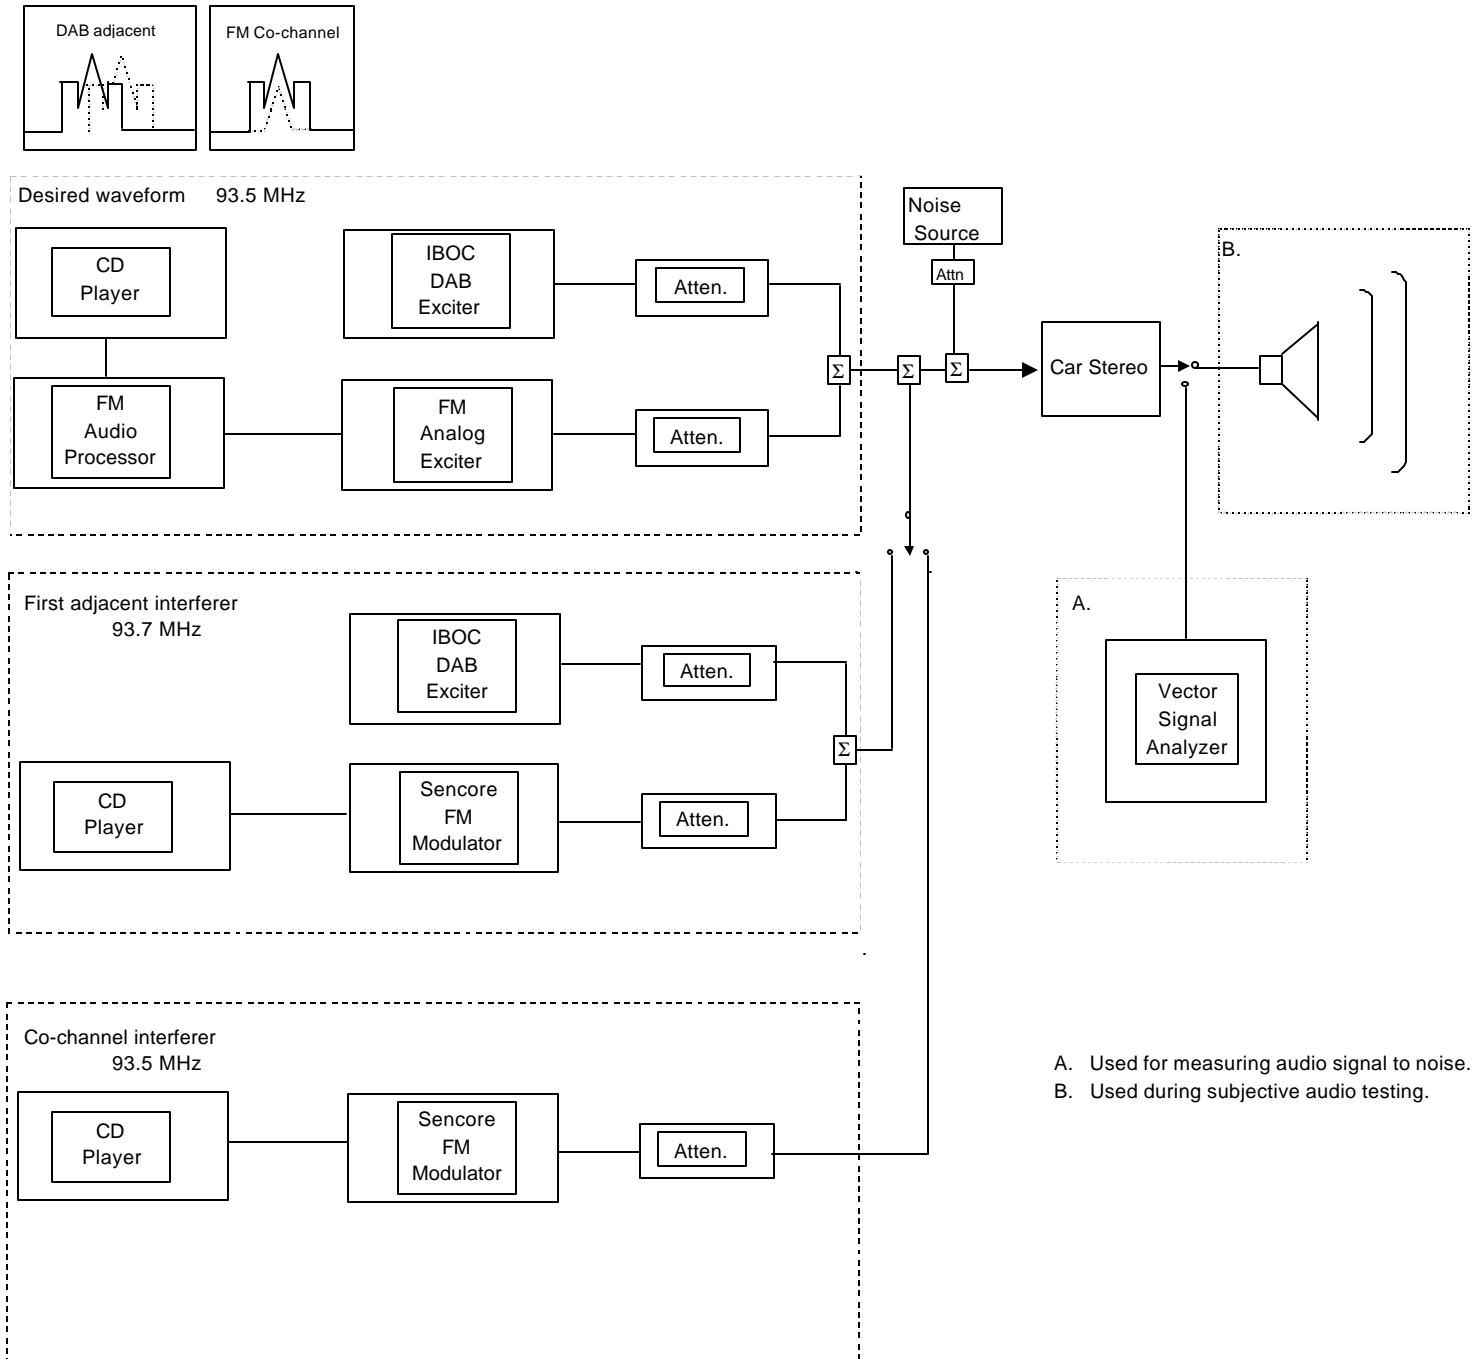 DAB adjacent
FM Co-channel
Desired waveform 93.5 MHz
CD
Player
IBOC
DAB
Exciter
Atten.
FM
Audio
Processor
FM
Analog
Exciter
Atten.
Σ
Σ
Σ
Noise
Source
Attn
Car Stereo
B.
First adjacent interferer
93.7 MHz
IBOC
DAB
Exciter
Atten.
CD
Player
Sencore
FM
Modulator
Atten.
Σ
A.
Vector
Signal
Analyzer
Co-channel interferer
93.5 MHz
CD
Player
Sencore
FM
Modulator
Atten.
A. Used for measuring audio signal to noise.
B. Used during subjective audio testing.